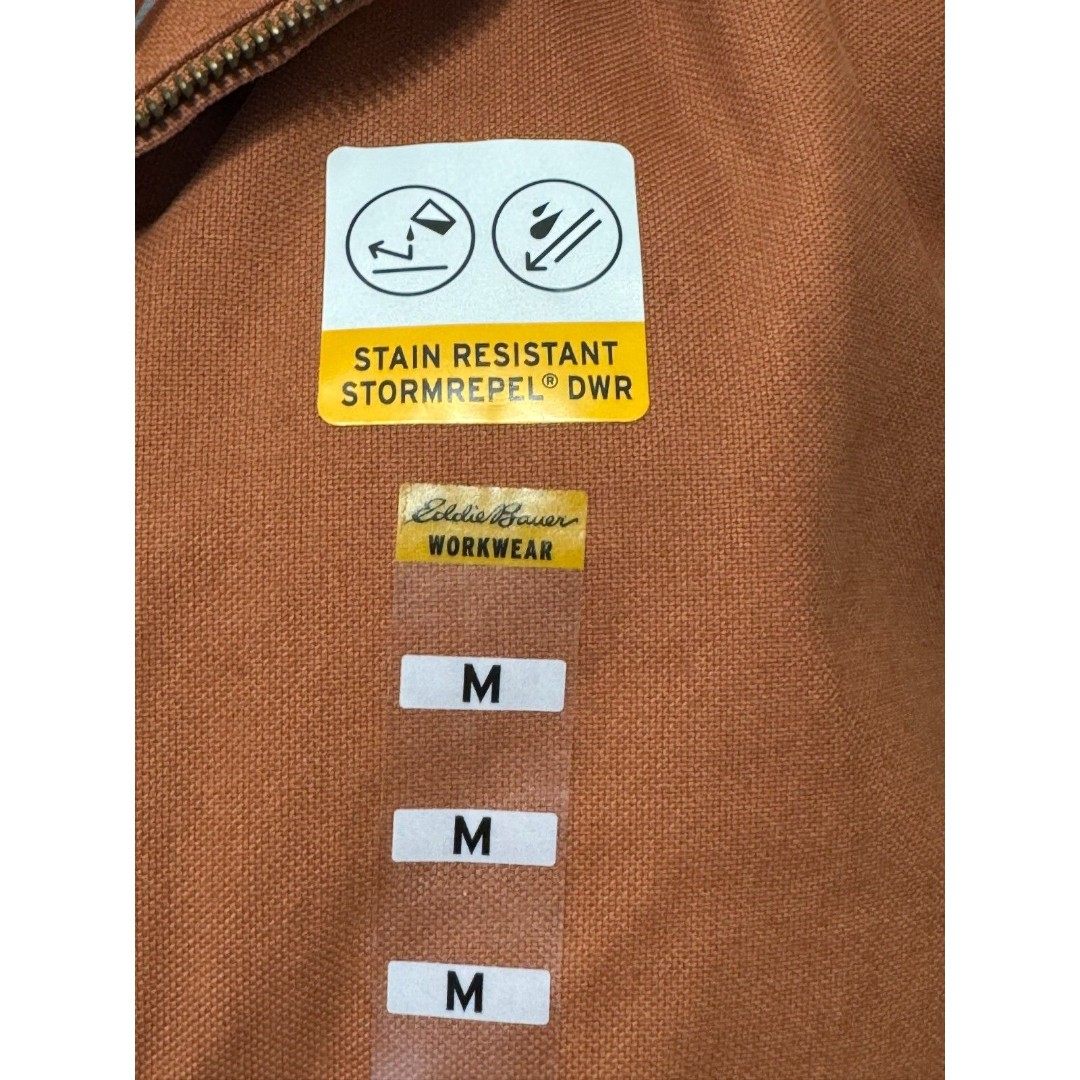 STAIN RESISTANT
STORMREPEL® DWR
Eddie Bauer
WORKWEAR
M
M
M